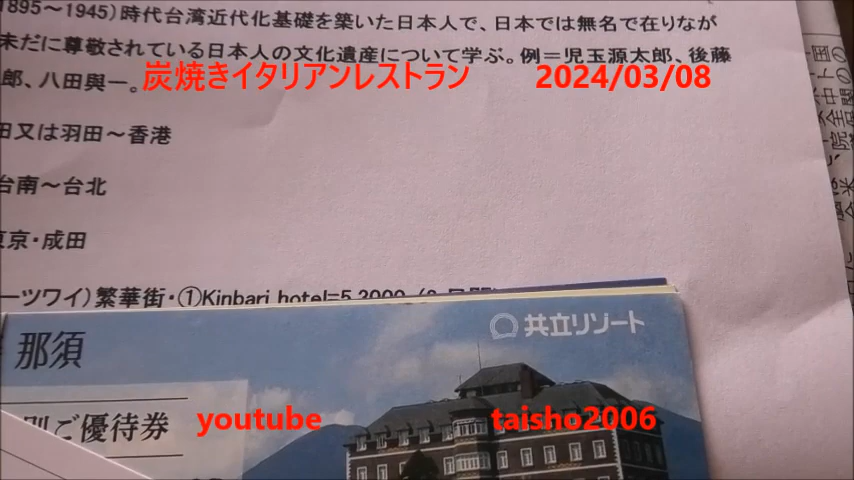 1895～1945）時代台湾近代化基礎を築いた日本人で、日本では無名で在りなが
未だに尊敬されている日本人の文化遺産について学ぶ。例＝児玉源太郎、後藤
郎、八田與一。
炭焼きイタリアンレストラン 2024/03/08
田又は羽田～香港
台南～台北
東京・成田
ーツワイ）繁華街・①Kinbari hotel=5,2000
共立リゾート
那須
別ご優待券
youtube taisho2006